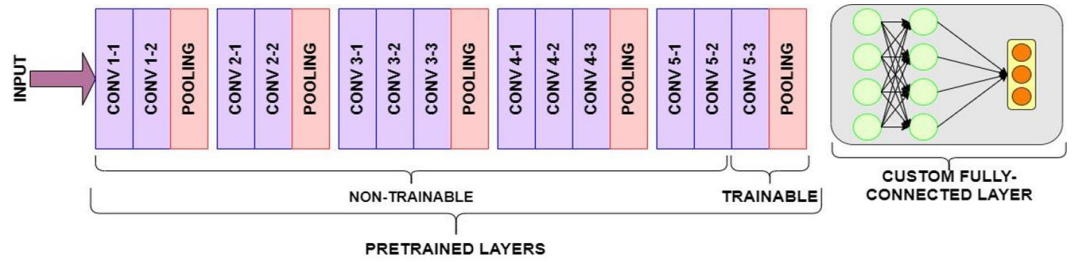 INPUT
CONV 1-1
CONV 1-2
POOLING
CONV 2-1
CONV 2-2
POOLING
CONV 3-1
CONV 3-2
CONV 3-3
POOLING
CONV 4-1
CONV 4-2
CONV 4-3
POOLING
CONV 5-1
CONV 5-2
CONV 5-3
POOLING
NON-TRAINABLE
TRAINABLE
PRETRAINED LAYERS
CUSTOM FULLY-
CONNECTED LAYER